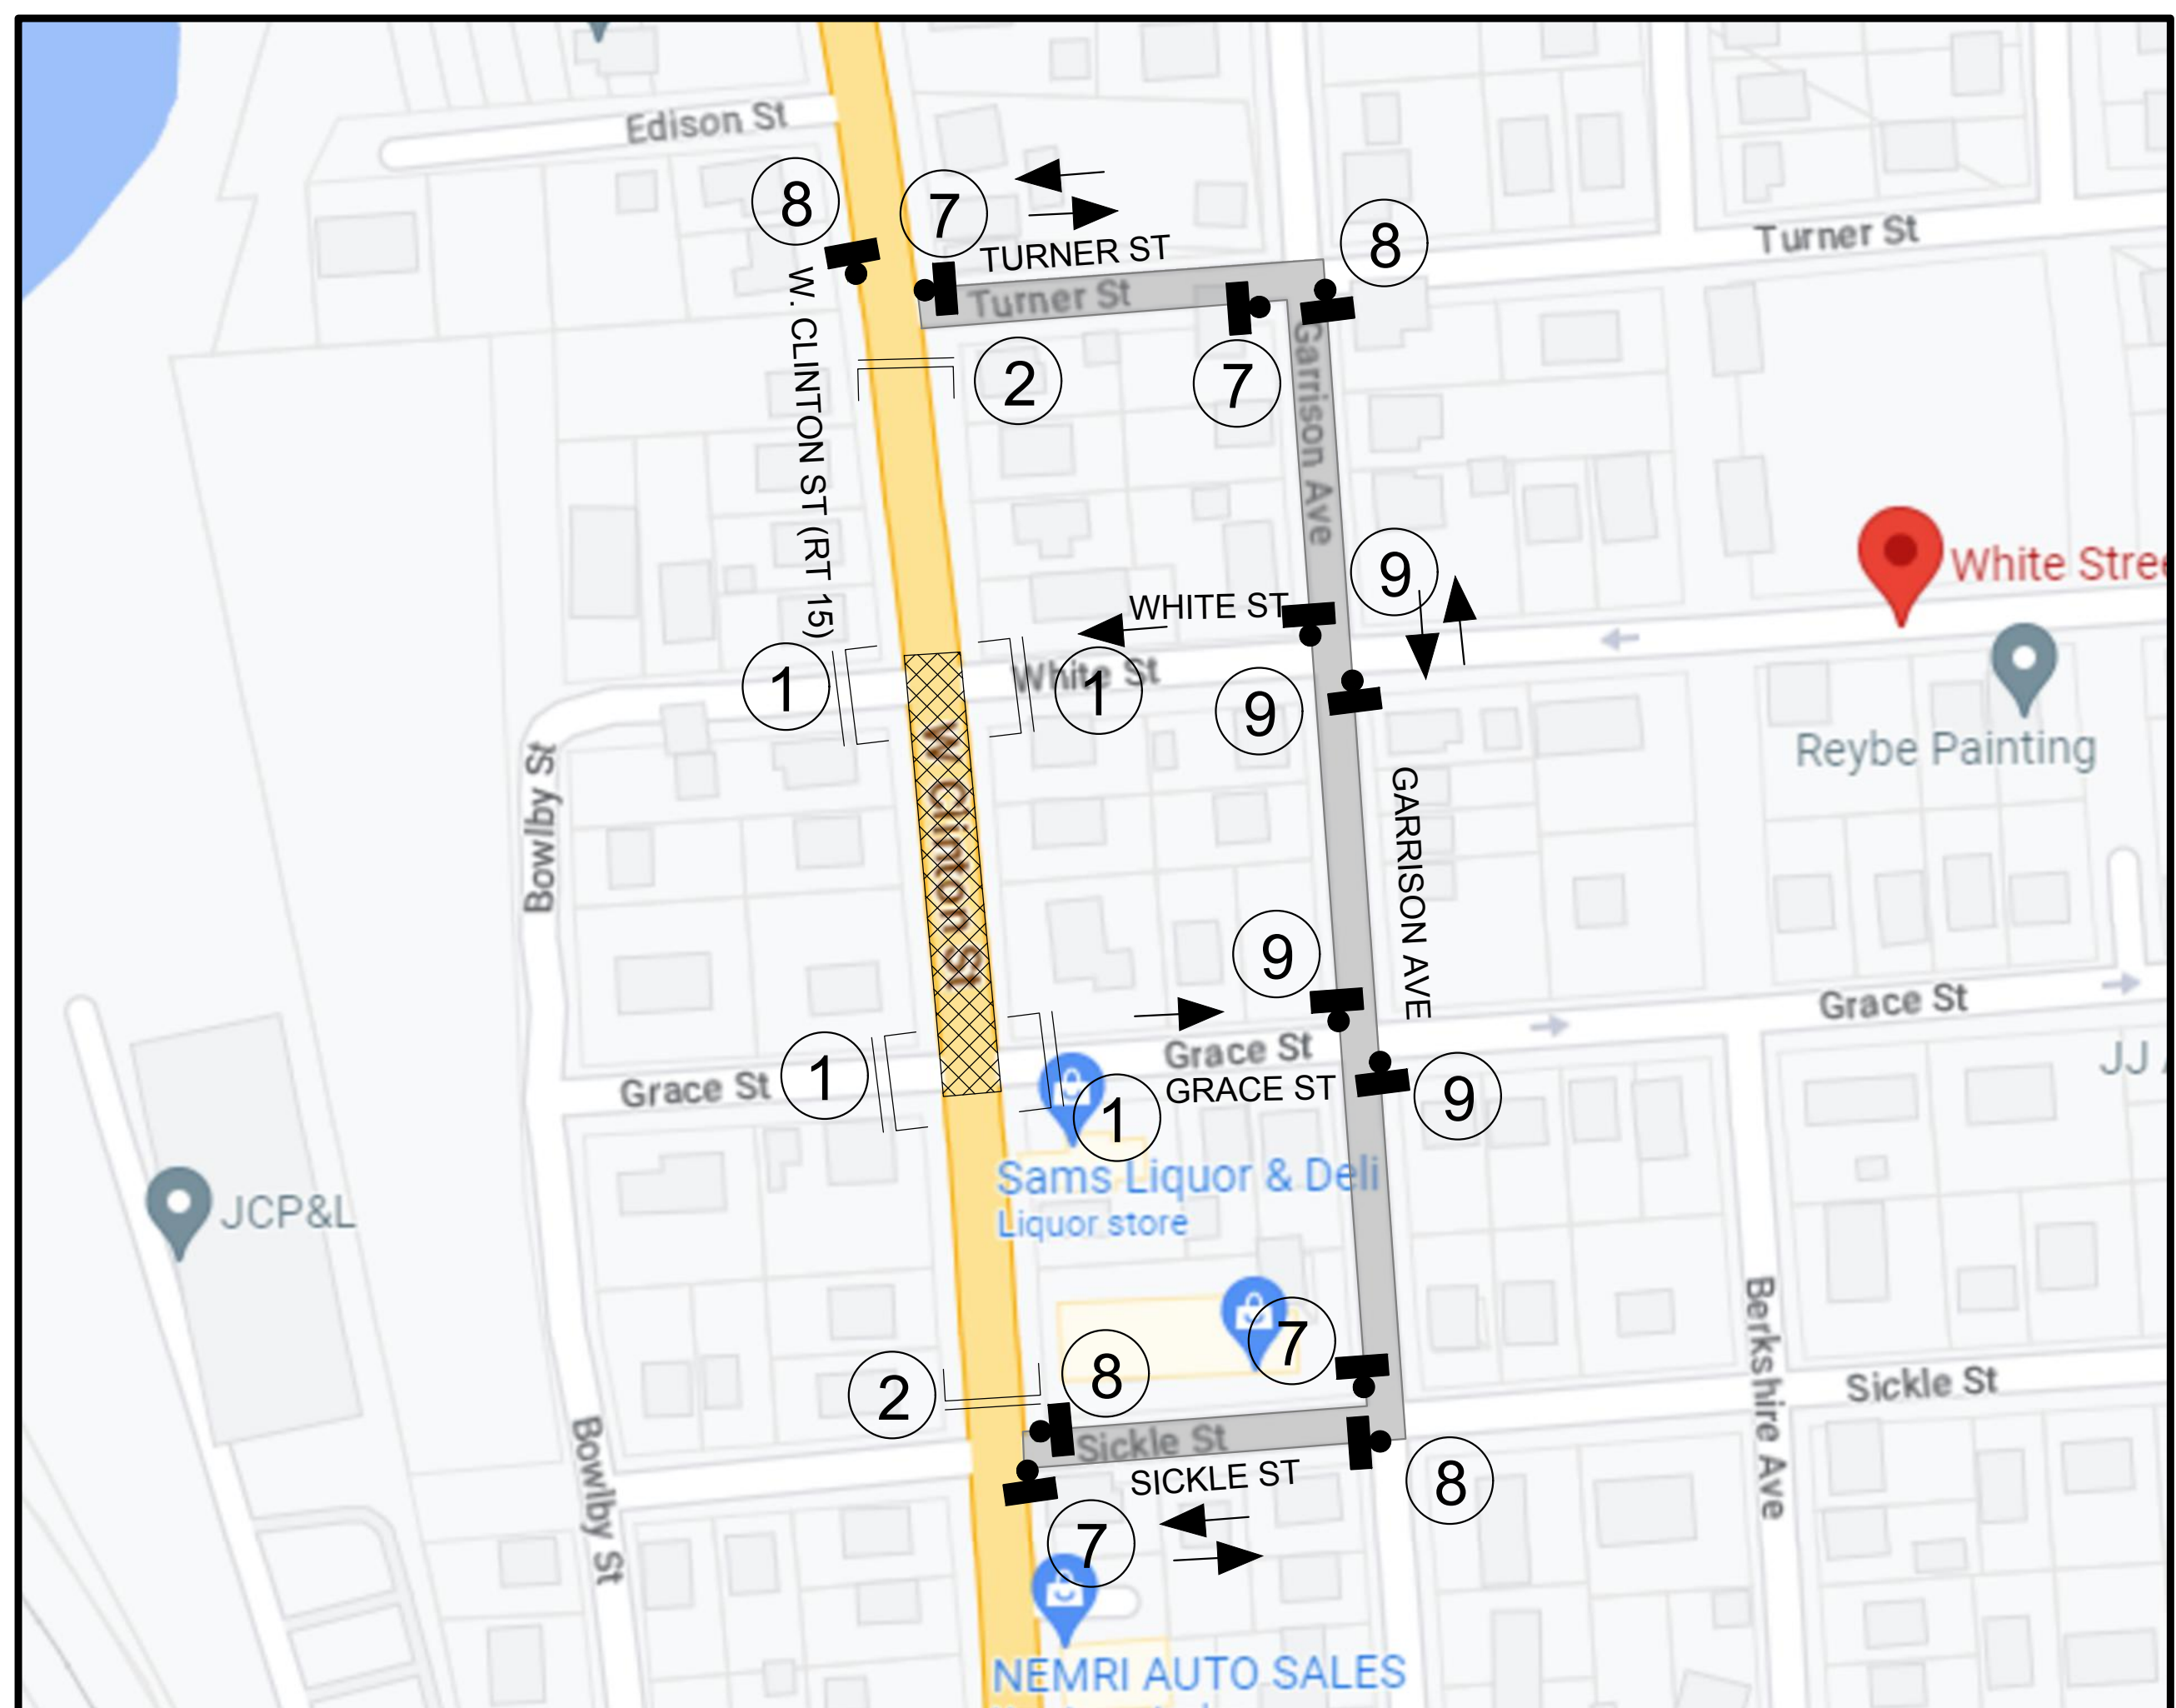 Edison St
8
7
TURNER ST
8
Turner St
Turner St
W. CLINTON ST (RT 15)
2
7
Garrison Ave
9
White Stree
WHITE ST
1
White St
1
9
Reybe Painting
W Clinton St
Bowlby St
GARRISON AVE
9
Grace St
Grace St
1
Grace St
GRACE ST
9
JJ
1
Sams Liquor & Deli
Liquor store
JCP&L
7
Berkshire Ave
8
2
Sickle St
Sickle St
SICKLE ST
8
Bowlby St
7
NEMRI AUTO SALES